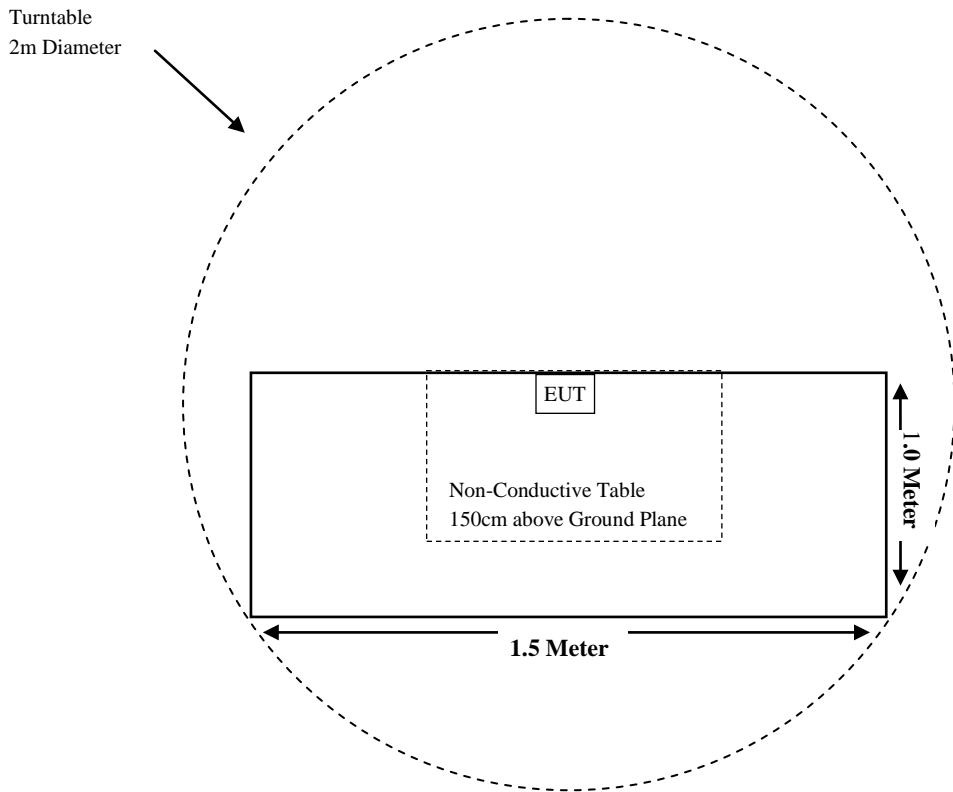 Turntable
2m Diameter
EUT
Non-Conductive Table
150cm above Ground Plane
1.0 Meter
1.5 Meter